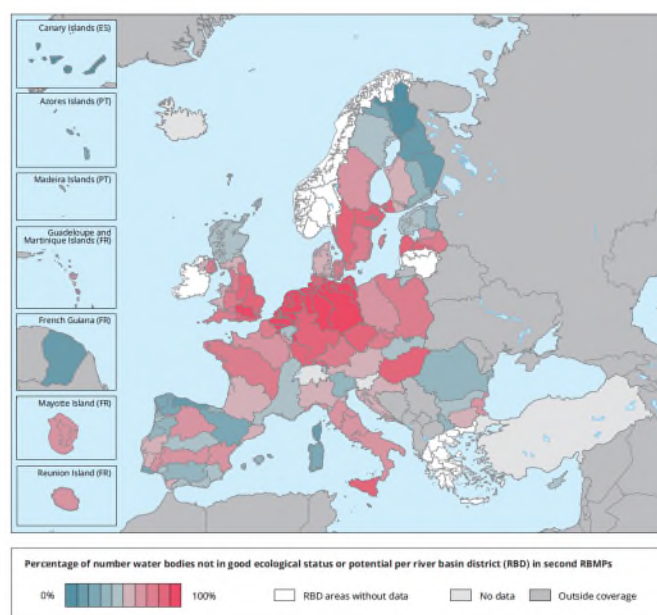 Canary Islands (ES)
Azores Islands (PT)
Madeira Islands (PT)
Guadeloupe and
Martinique Islands (FR)
French Guiana (FR)
Mayotte Island (FR)
Reunion Island (FR)
Percentage of number water bodies not in good ecological status or potential per river basin district (RBD) in second RBMPs
0% 100% RBD areas without data No data Outside coverage